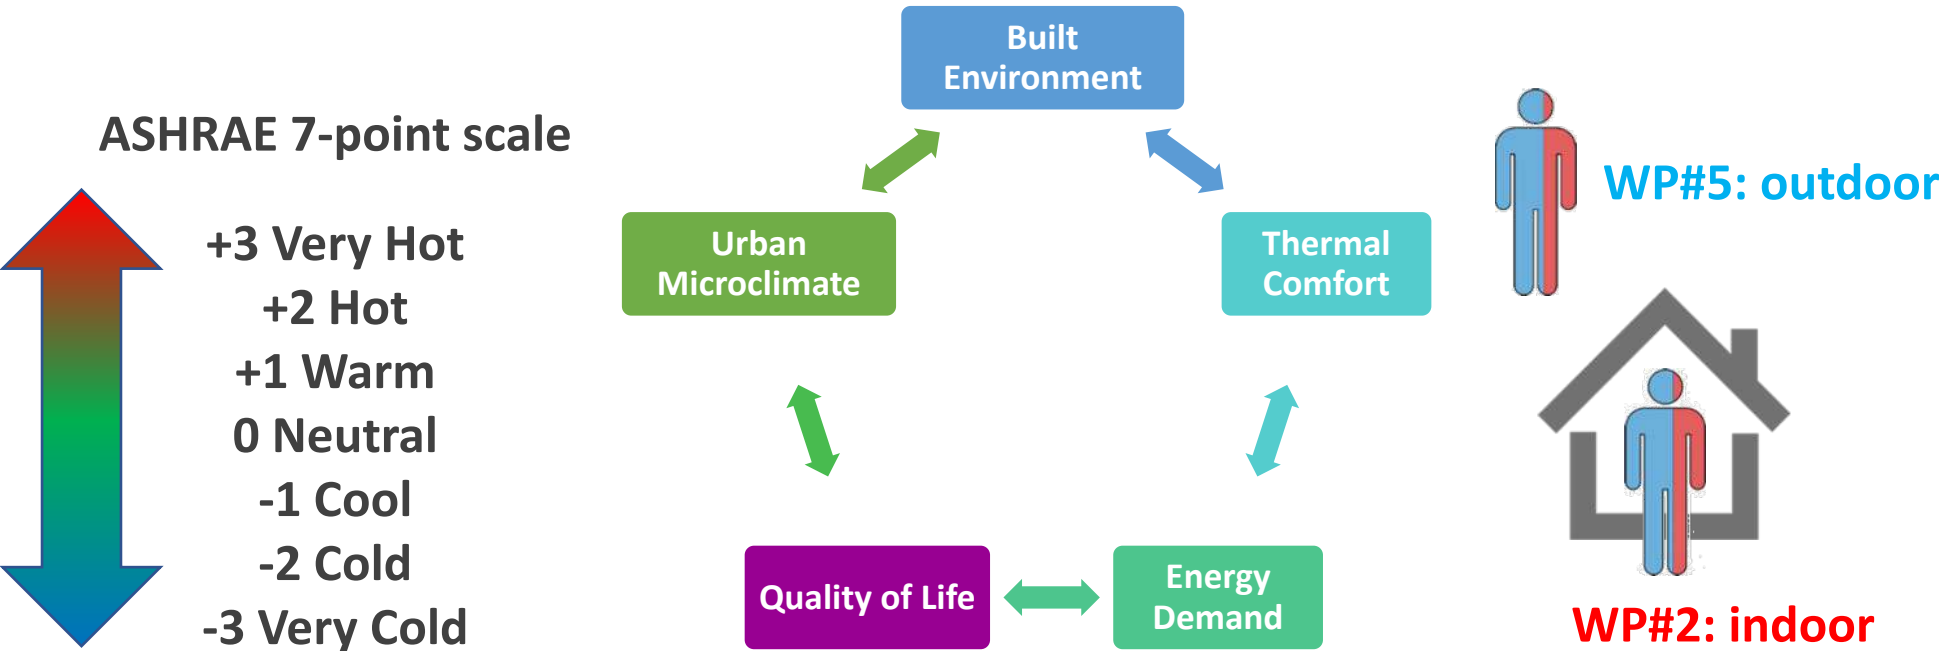 ASHRAE 7-point scale
+3 Very Hot
+2 Hot
+1 Warm
0 Neutral
-1 Cool
-2 Cold
-3 Very Cold
Built
Environment
Urban
Microclimate
Thermal
Comfort
Quality of Life
Energy
Demand
WP#5: outdoor
WP#2: indoor